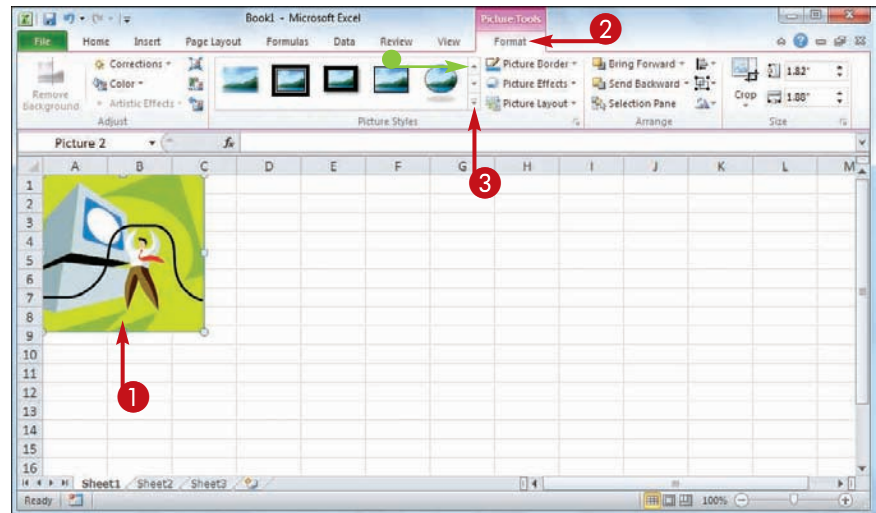 Book1 - Microsoft Excel
Picture Tools
2
File Home Insert Page Layout Formulas Data Review View Format
Remove Background
Corrections
Color
Artistic Effects
Adjust
Picture Styles
Picture Border
Picture Effects
Picture Layout
Bring Forward
Send Backward
Selection Pane
Arrange
Crop
1.82"
1.88"
Size
Picture 2
fx
3
A B C D E F G H I J K L M
1
2
3
4
5
6
7
8
9
10
11
12
13
14
15
16
1
Sheet1 Sheet2 Sheet3
Ready
100%